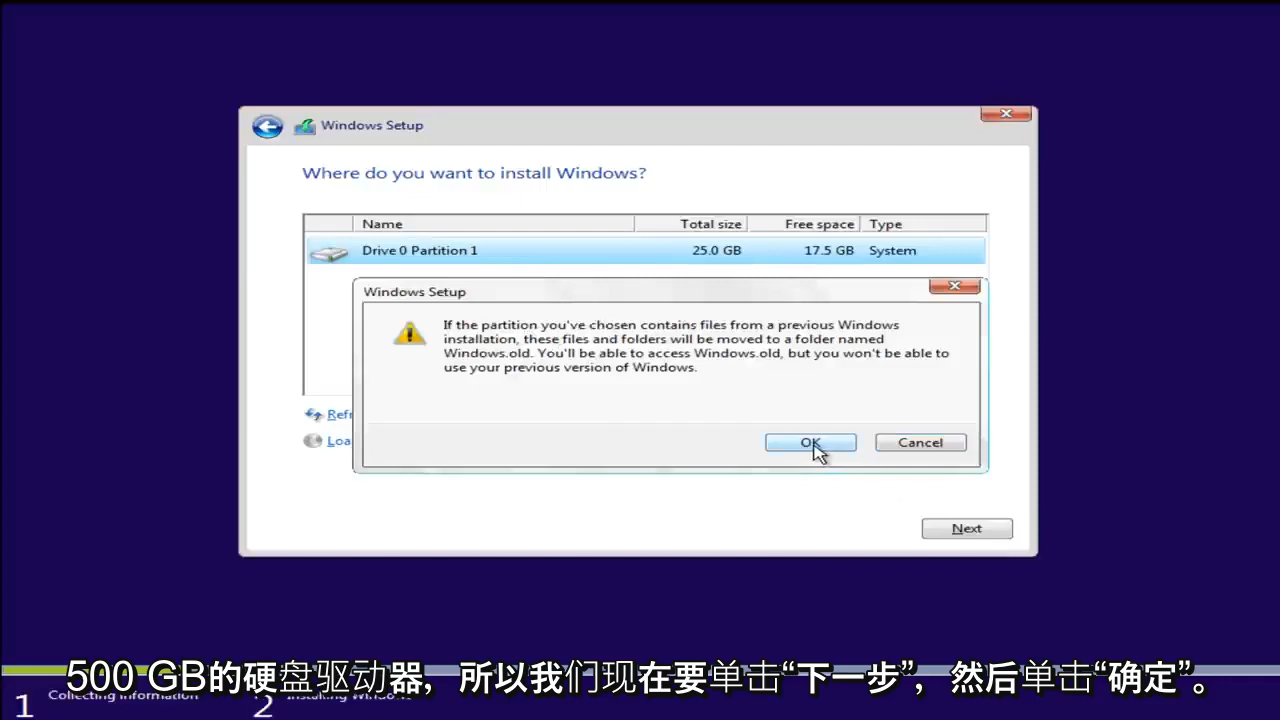 Windows Setup
Where do you want to install Windows?
Name Total size Free space Type
Drive 0 Partition 1 25.0 GB 17.5 GB System
Windows Setup
If the partition you've chosen contains files from a previous Windows
installation, these files and folders will be moved to a folder named
Windows.old. You'll be able to access Windows.old, but you won't be able to
use your previous version of Windows.
Refr
Loa
OK Cancel
Next
500 GB的硬盘驱动器，所以我们现在要单击“下一步”，然后单击“确定”。
1 Collecting information 2 Installing Windows